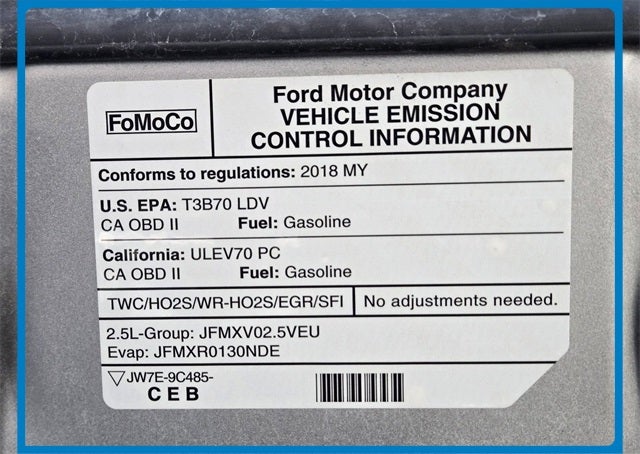 FoMoCo
Ford Motor Company
VEHICLE EMISSION
CONTROL INFORMATION
Conforms to regulations: 2018 MY
U.S. EPA: T3B70 LDV
CA OBD II Fuel: Gasoline
California: ULEV70 PC
CA OBD II Fuel: Gasoline
TWC/HO2S/WR-HO2S/EGR/SFI No adjustments needed.
2.5L-Group: JFMXV02.5VEU
Evap: JFMXR0130NDE
▽JW7E-9C485-
CEB